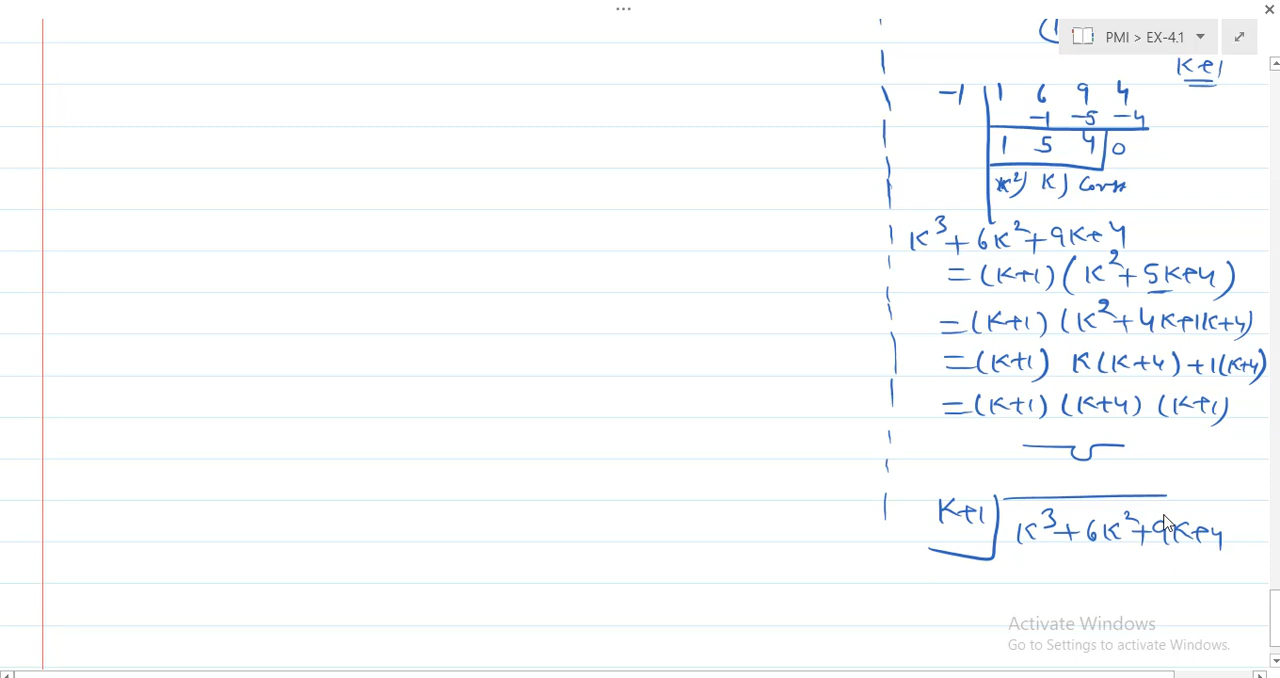 PMI > EX-4.1
K+1
-1 | 1 6 9 4
-1 -5 -4
1 5 4 | 0
K²) K) Cons
K³ + 6K² + 9K + 4
= (K+1) (K² + 5K+4)
= (K+1) (K² + 4K+1K+4)
= (K+1) K(K+4) + 1(K+4)
= (K+1) (K+4) (K+1)
K+1 K³ + 6K² + 9K+4
Activate Windows
Go to Settings to activate Windows.